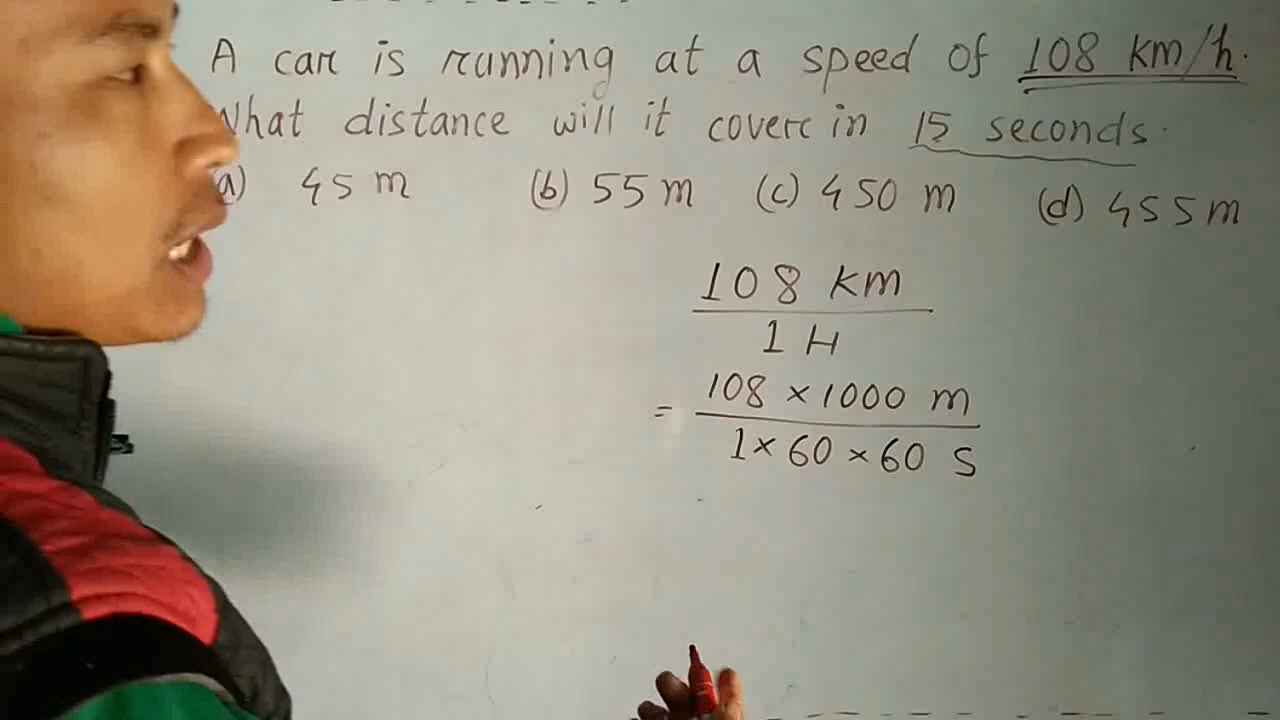 A car is running at a speed of 108 km/h.
What distance will it cover in 15 seconds.
a) 45 m (b) 55 m (c) 450 m (d) 455 m
108 km
1 H
= 108 × 1000 m
1 × 60 × 60 S